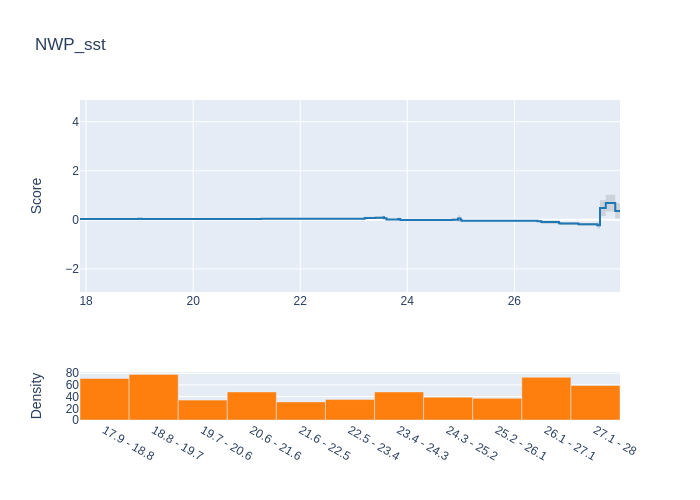 NWP_sst
Score
4
2
0
−2
18 20 22 24 26
Density
80
60
40
20
0
17.9 - 18.8
18.8 - 19.7
19.7 - 20.6
20.6 - 21.6
21.6 - 22.5
22.5 - 23.4
23.4 - 24.3
24.3 - 25.2
25.2 - 26.1
26.1 - 27.1
27.1 - 28